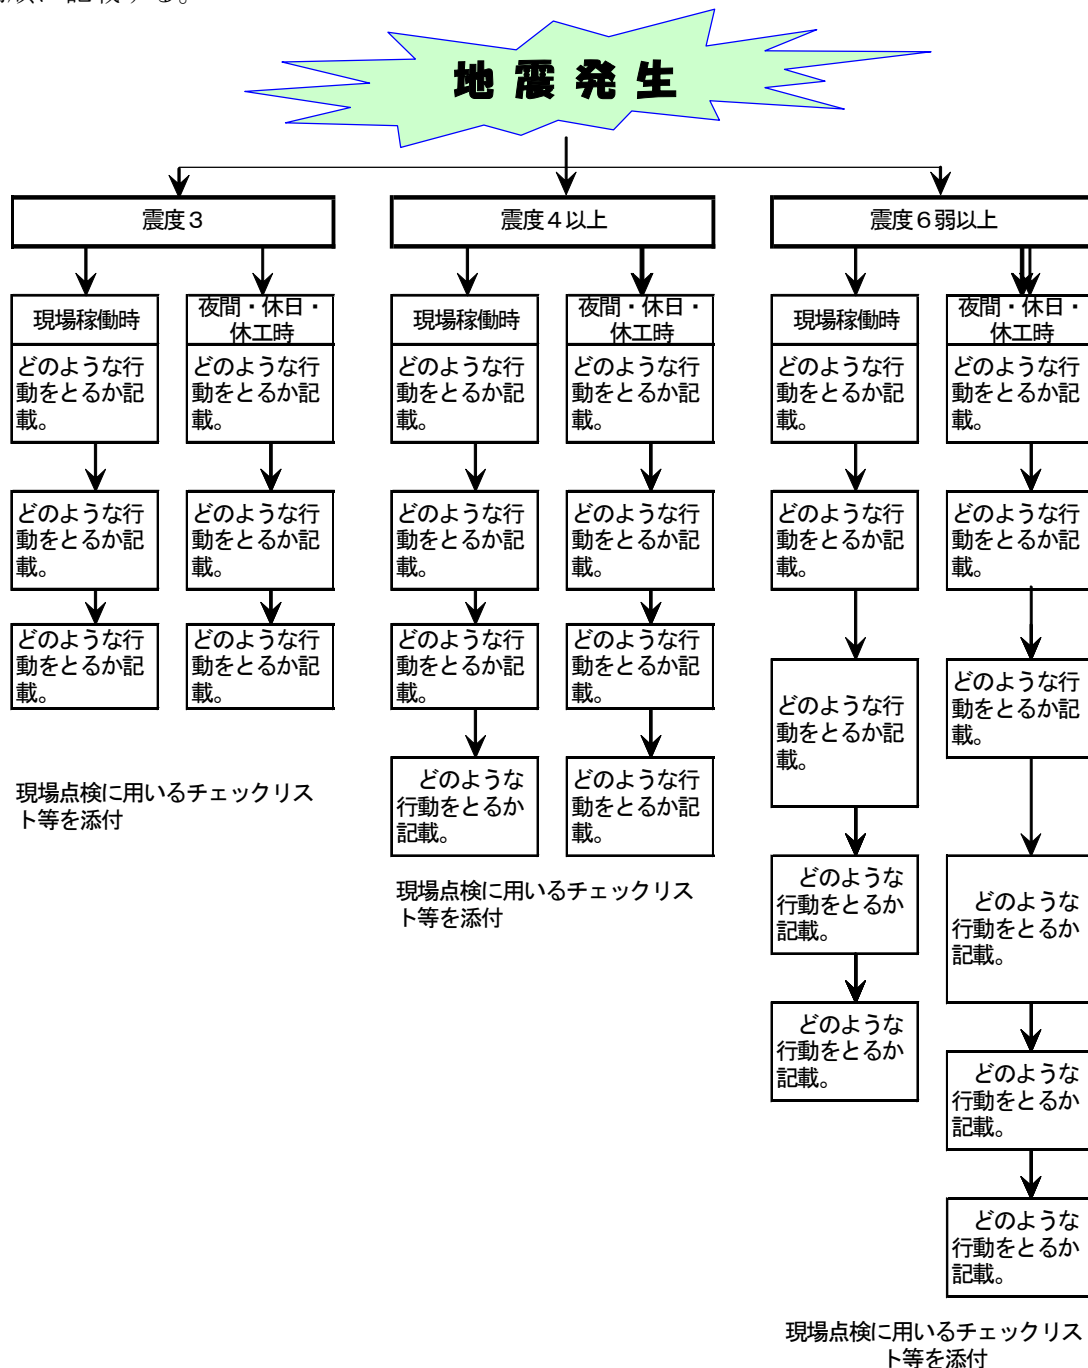 記載する。
地震発生
震度３
現場稼働時
どのような行
動をとるか記
載。
どのような行
動をとるか記
載。
どのような行
動をとるか記
載。
夜間・休日・
休工時
どのような行
動をとるか記
載。
どのような行
動をとるか記
載。
どのような行
動をとるか記
載。
現場点検に用いるチェックリス
ト等を添付
震度４以上
現場稼働時
どのような行
動をとるか記
載。
どのような行
動をとるか記
載。
どのような行
動をとるか記
載。
どのような
行動をとるか
記載。
夜間・休日・
休工時
どのような行
動をとるか記
載。
どのような行
動をとるか記
載。
どのような行
動をとるか記
載。
どのような行
動をとるか記
載。
現場点検に用いるチェックリス
ト等を添付
震度６弱以上
現場稼働時
どのような行
動をとるか記
載。
どのような行
動をとるか記
載。
どのような行
動をとるか記
載。
どのような
行動をとるか
記載。
どのような
行動をとるか
記載。
夜間・休日・
休工時
どのような行
動をとるか記
載。
どのような行
動をとるか記
載。
どのような行
動をとるか記
載。
どのような
行動をとるか
記載。
どのような
行動をとるか
記載。
どのような
行動をとるか
記載。
現場点検に用いるチェックリス
ト等を添付